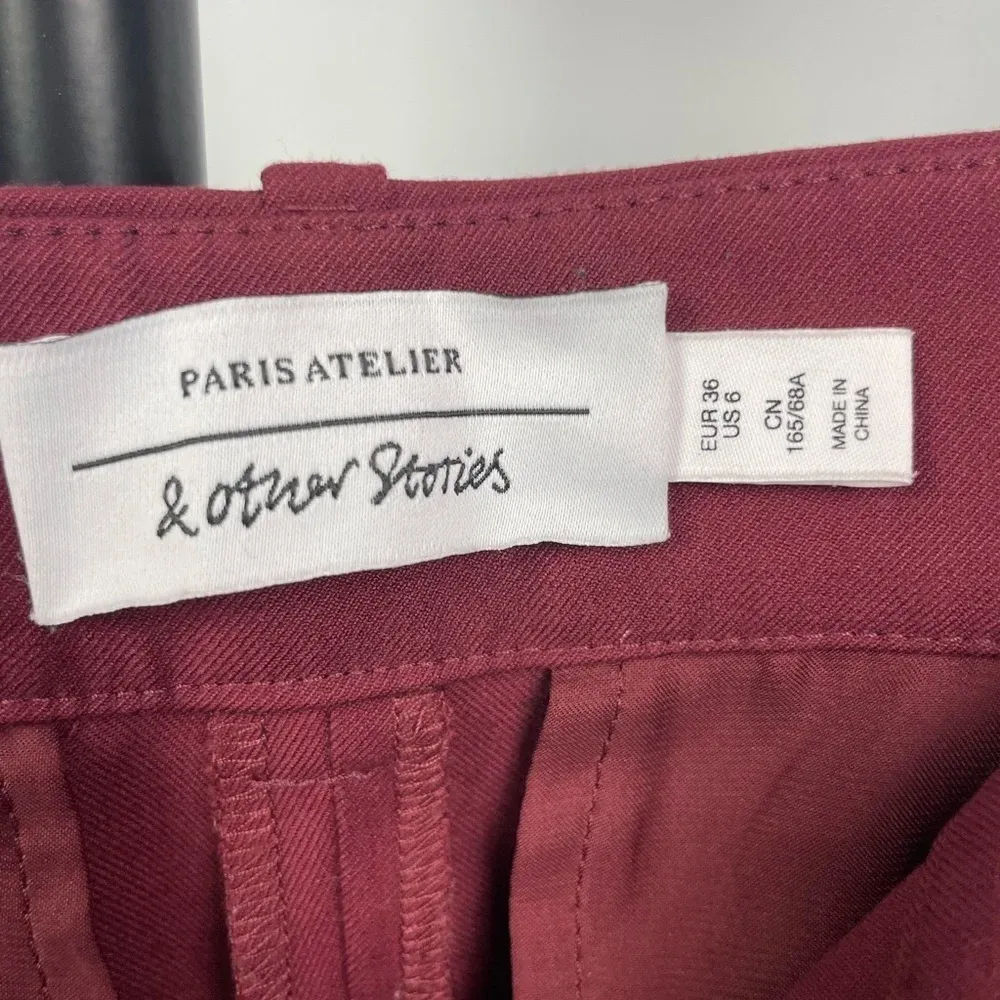 PARIS ATELIER
& other Stories
EUR 36
US 6
CN
165/68A
MADE IN
CHINA